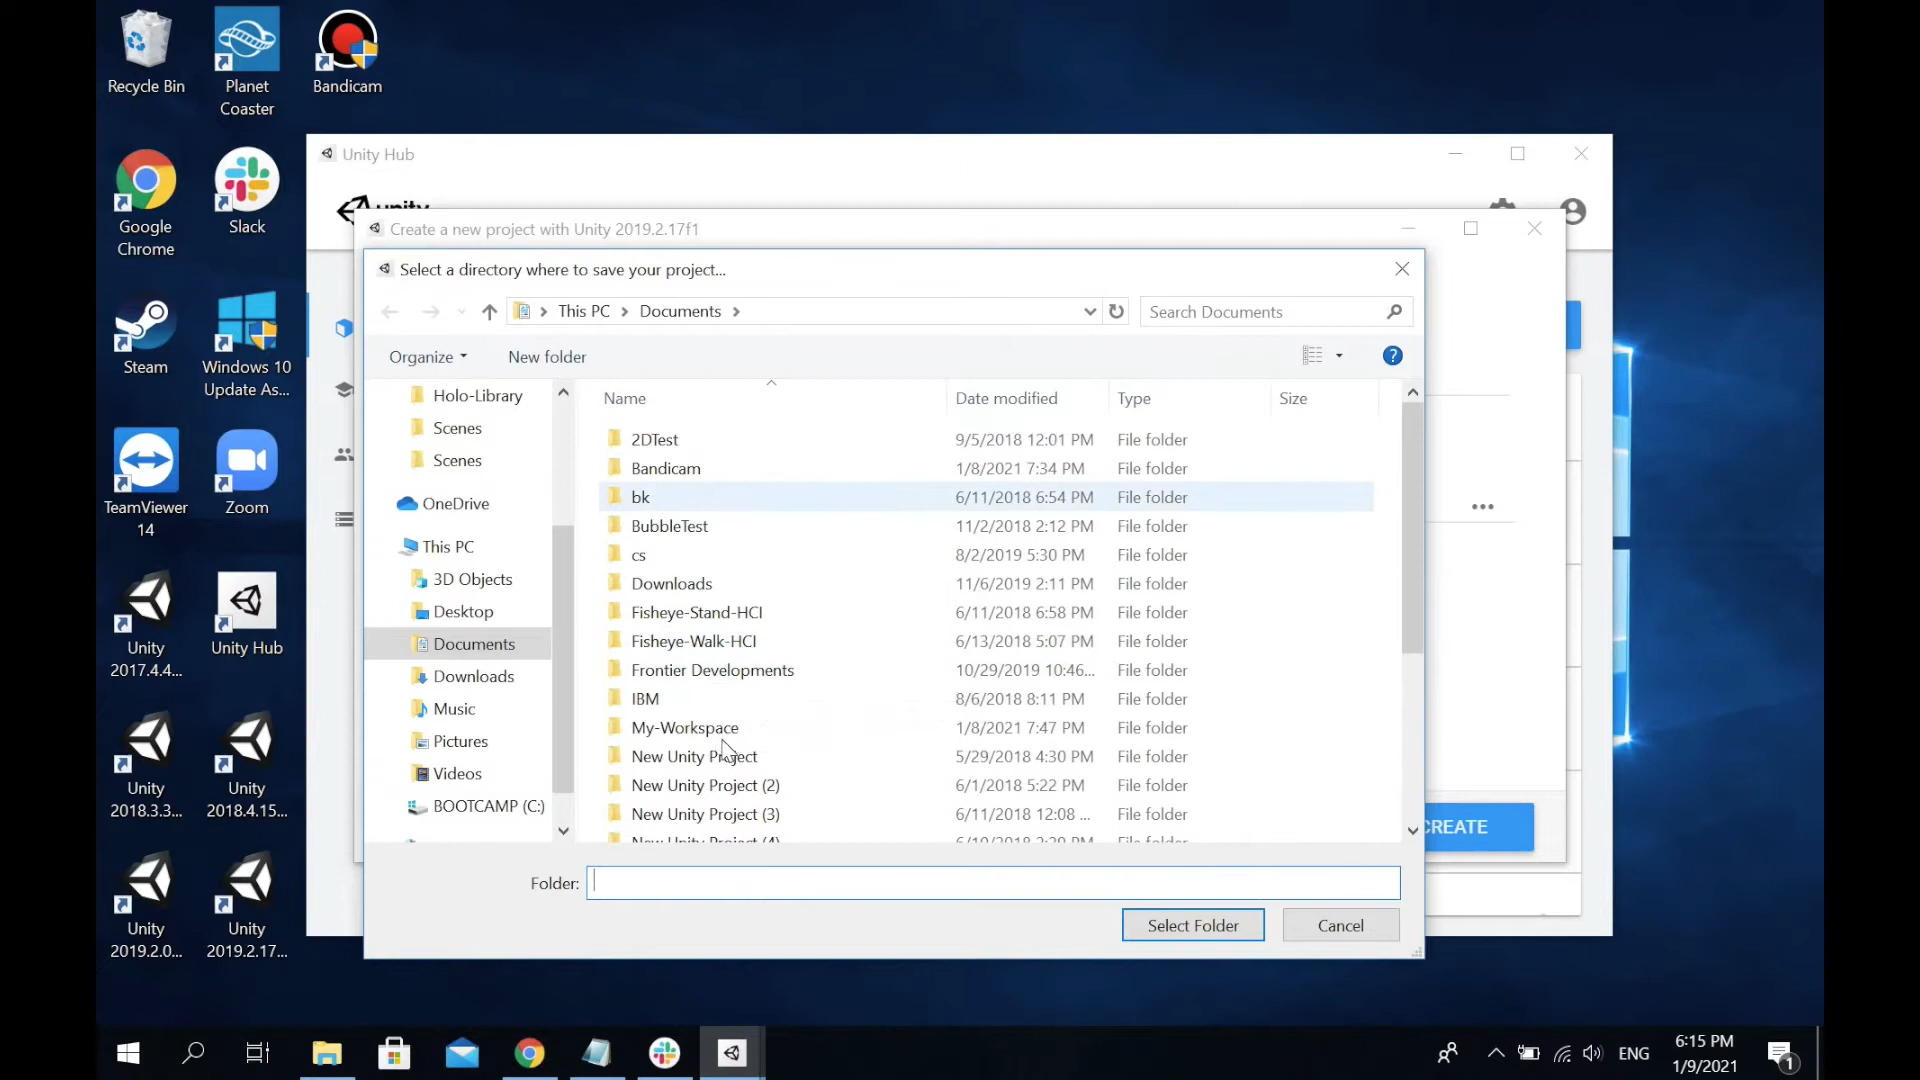 Recycle Bin
Planet
Coaster
Bandicam
Google
Chrome
Slack
Steam
Windows 10
Update As...
TeamViewer
14
Zoom
Unity
2017.4.4...
Unity Hub
Unity
2018.3.3...
Unity
2018.4.15...
Unity
2019.2.0...
Unity
2019.2.17...
Unity Hub
unity
Create a new project with Unity 2019.2.17f1
Select a directory where to save your project...
This PC
Documents
Search Documents
Organize
New folder
Holo-Library
Scenes
Scenes
OneDrive
This PC
3D Objects
Desktop
Documents
Downloads
Music
Pictures
Videos
BOOTCAMP (C:)
Name Date modified Type Size
2DTest 9/5/2018 12:01 PM File folder
Bandicam 1/8/2021 7:34 PM File folder
bk 6/11/2018 6:54 PM File folder
BubbleTest 11/2/2018 2:12 PM File folder
cs 8/2/2019 5:30 PM File folder
Downloads 11/6/2019 2:11 PM File folder
Fisheye-Stand-HCI 6/11/2018 6:58 PM File folder
Fisheye-Walk-HCI 6/13/2018 5:07 PM File folder
Frontier Developments 10/29/2019 10:46... File folder
IBM 8/6/2018 8:11 PM File folder
My-Workspace 1/8/2021 7:47 PM File folder
New Unity Project 5/29/2018 4:30 PM File folder
New Unity Project (2) 6/1/2018 5:22 PM File folder
New Unity Project (3) 6/11/2018 12:08 ... File folder
New Unity Project (4) File folder
CREATE
Folder:
Select Folder
Cancel
ENG
6:15 PM
1/9/2021
1